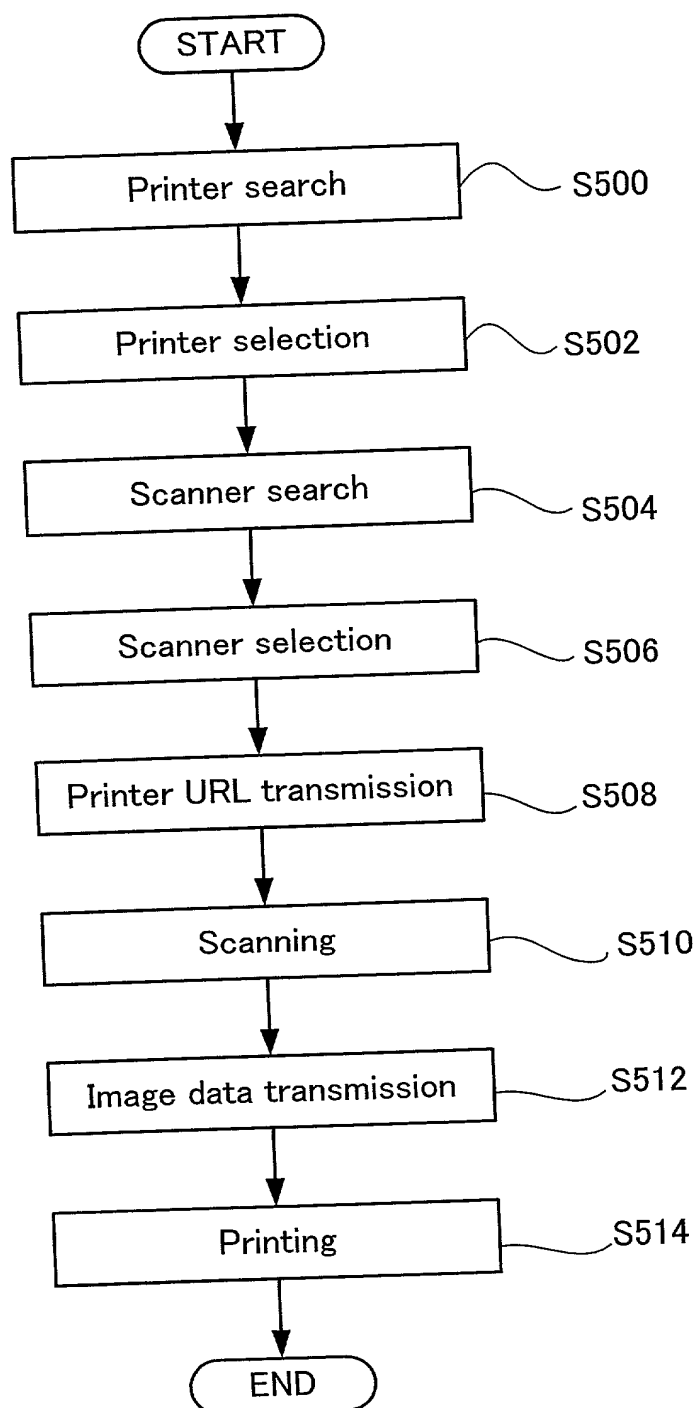 START
Printer search
S500
Printer selection
S502
Scanner search
S504
Scanner selection
S506
Printer URL transmission
S508
Scanning
S510
Image data transmission
S512
Printing
S514
END